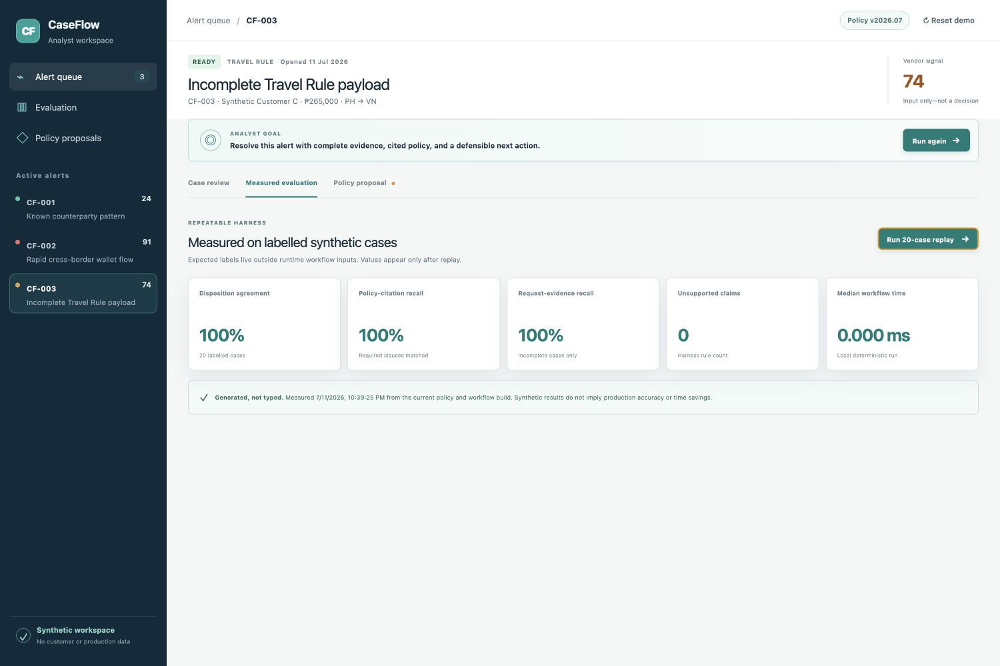 CF
CaseFlow
Analyst workspace
Alert queue
3
Evaluation
Policy proposals
Active alerts
CF-001
24
Known counterparty pattern
CF-002
91
Rapid cross-border wallet flow
CF-003
74
Incomplete Travel Rule payload
Synthetic workspace
No customer or production data
Alert queue / CF-003
Policy v2026.07
↻ Reset demo
READY TRAVEL RULE Opened 11 Jul 2026
Incomplete Travel Rule payload
CF-003 · Synthetic Customer C · ₱265,000 · PH → VN
Vendor signal
74
Input only—not a decision
ANALYST GOAL
Resolve this alert with complete evidence, cited policy, and a defensible next action.
Run again →
Case review
Measured evaluation
Policy proposal
REPEATABLE HARNESS
Measured on labelled synthetic cases
Expected labels live outside runtime workflow inputs. Values appear only after replay.
Run 20-case replay →
Disposition agreement
100%
20 labelled cases
Policy-citation recall
100%
Required clauses matched
Request-evidence recall
100%
Incomplete cases only
Unsupported claims
0
Harness rule count
Median workflow time
0.000 ms
Local deterministic run
Generated, not typed. Measured 7/11/2026, 10:39:25 PM from the current policy and workflow build. Synthetic results do not imply production accuracy or time savings.